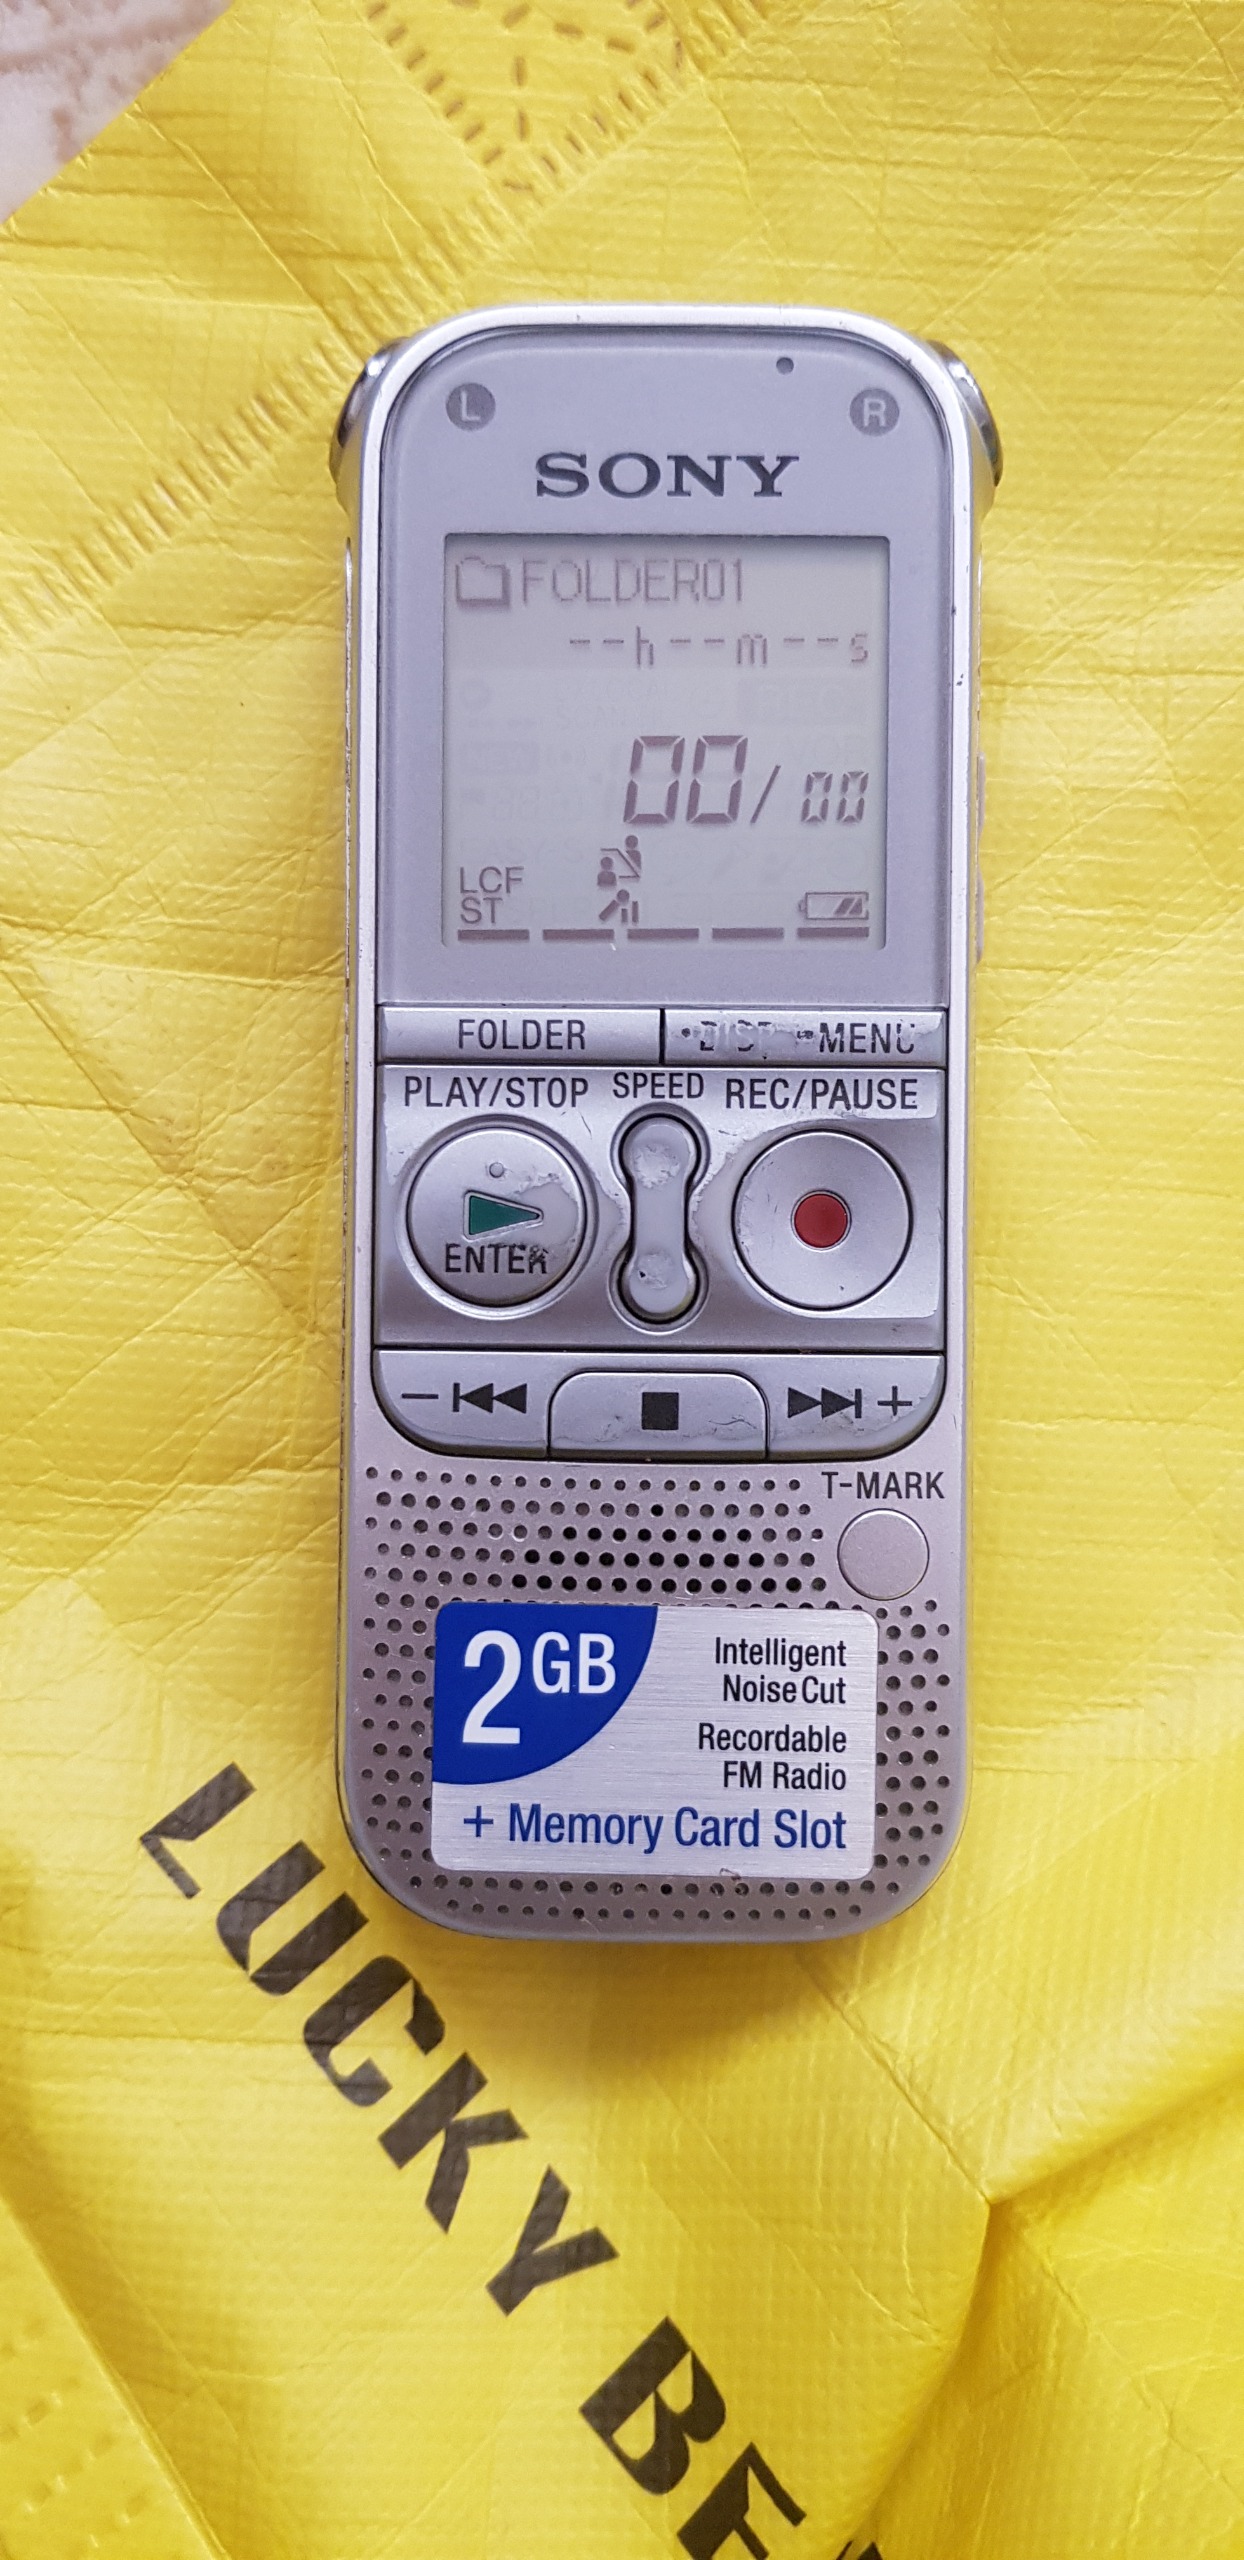 L R
SONY
FOLDER01
--h--m--s
00/00
LCF
ST
FOLDER •DISP MENU
PLAY/STOP SPEED REC/PAUSE
ENTER
− +
T-MARK
2GB
Intelligent
Noise Cut
Recordable
FM Radio
+ Memory Card Slot
LUCKY